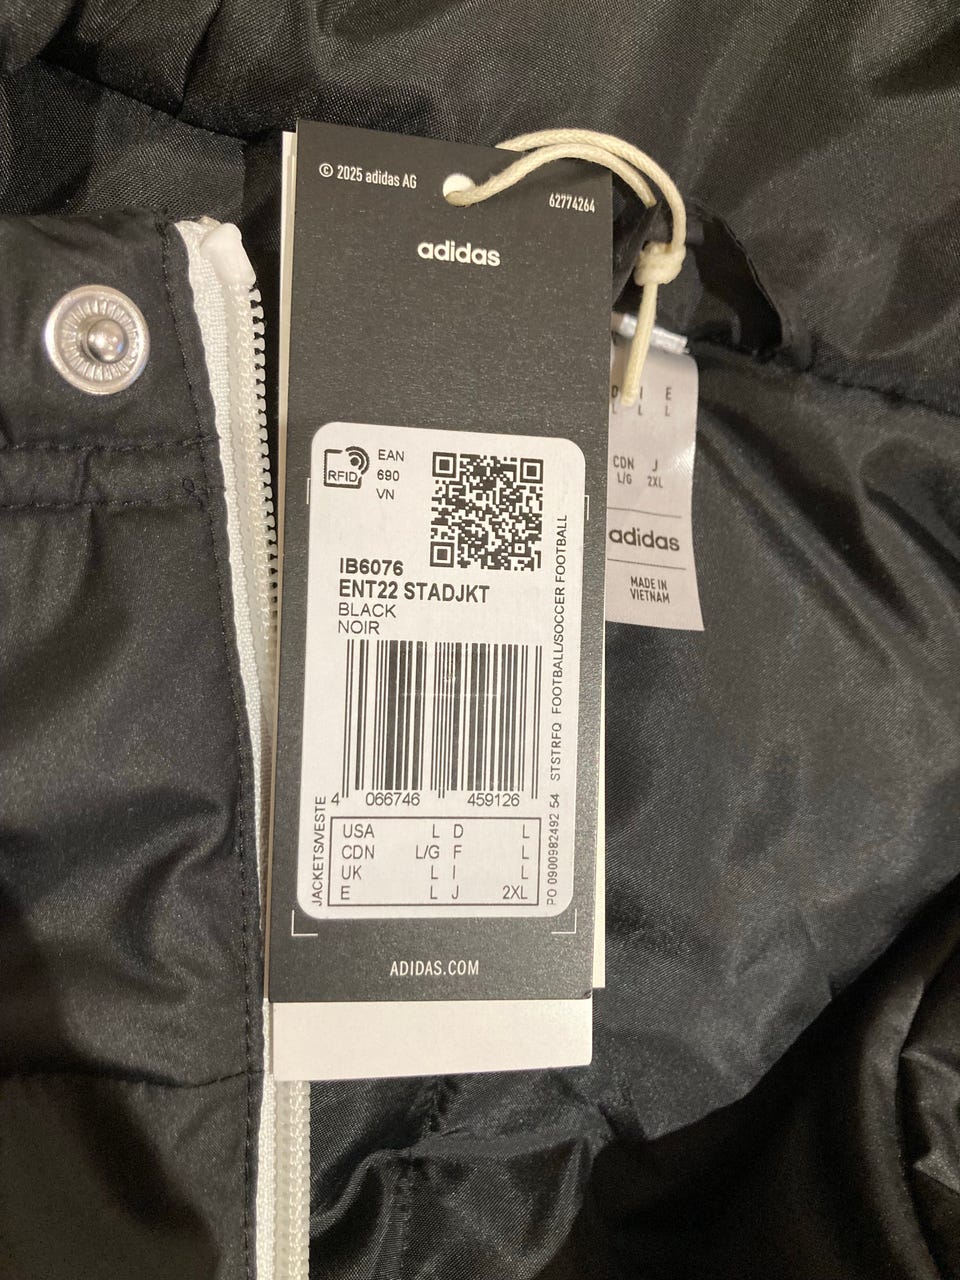 © 2025 adidas AG
62774264
adidas
RFID
EAN
690
VN
IB6076
ENT22 STADJKT
BLACK
NOIR
4 066746 459126
JACKETS/VESTE
PO 0900982492 54 STSTRFQ FOOTBALL/SOCCER FOOTBALL
USA L D L
CDN L/G F L
UK L I L
E L J 2XL
ADIDAS.COM
E
L L
CDN J
L/G 2XL
adidas
MADE IN
VIETNAM